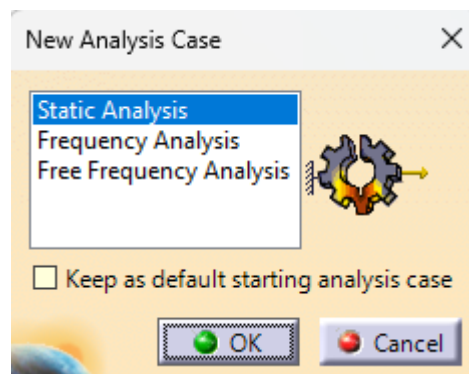 New Analysis Case
Static Analysis
Frequency Analysis
Free Frequency Analysis
Keep as default starting analysis case
OK
Cancel